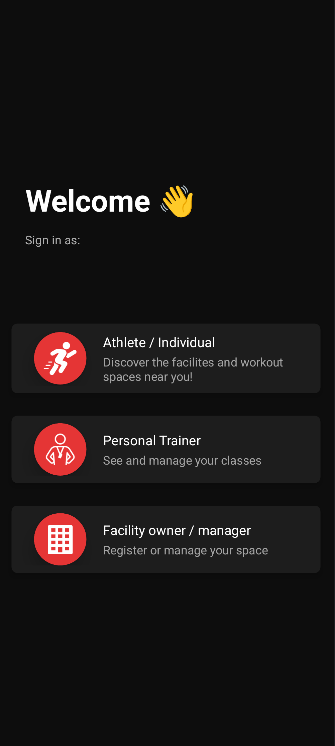 Welcome 👋
Sign in as:
Athlete / Individual
Discover the facilites and workout
spaces near you!
Personal Trainer
See and manage your classes
Facility owner / manager
Register or manage your space